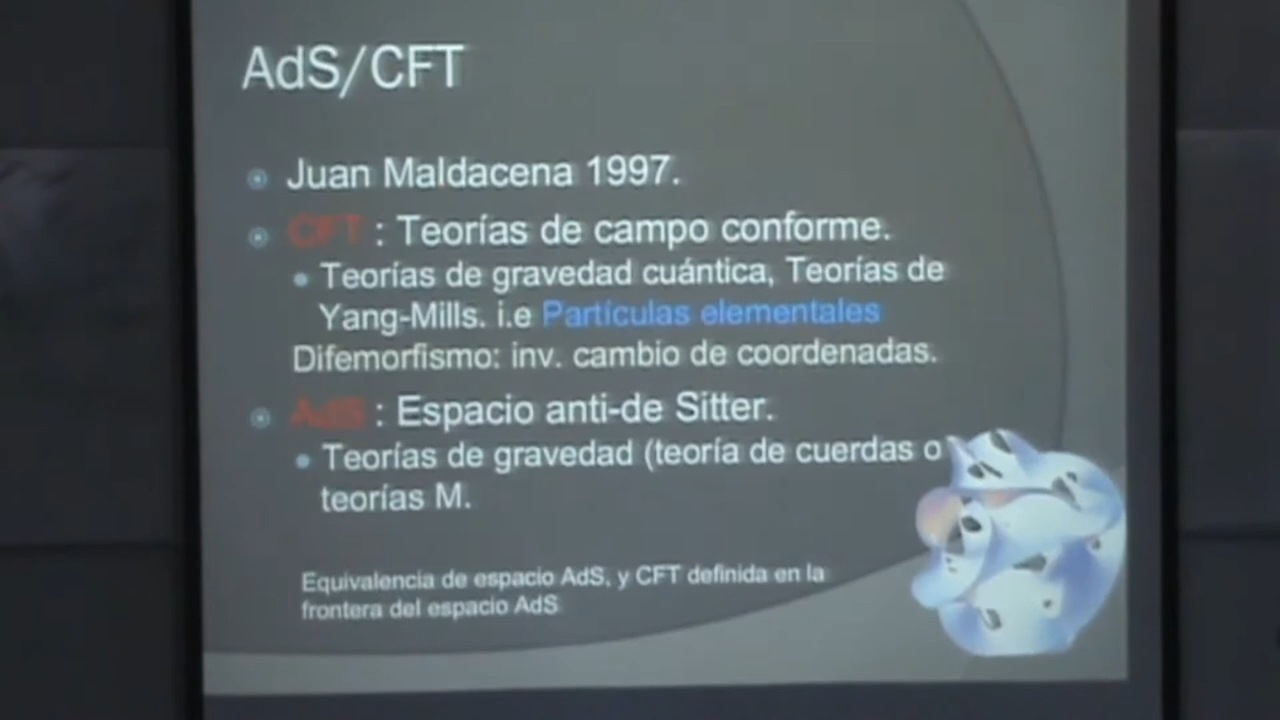 AdS/CFT
Juan Maldacena 1997.
CFT : Teorías de campo conforme.
Teorías de gravedad cuántica, Teorías de
Yang-Mills. i.e Partículas elementales
Difemorfismo: inv. cambio de coordenadas.
AdS : Espacio anti-de Sitter.
Teorías de gravedad (teoría de cuerdas o
teorías M.
Equivalencia de espacio AdS, y CFT definida en la
frontera del espacio AdS